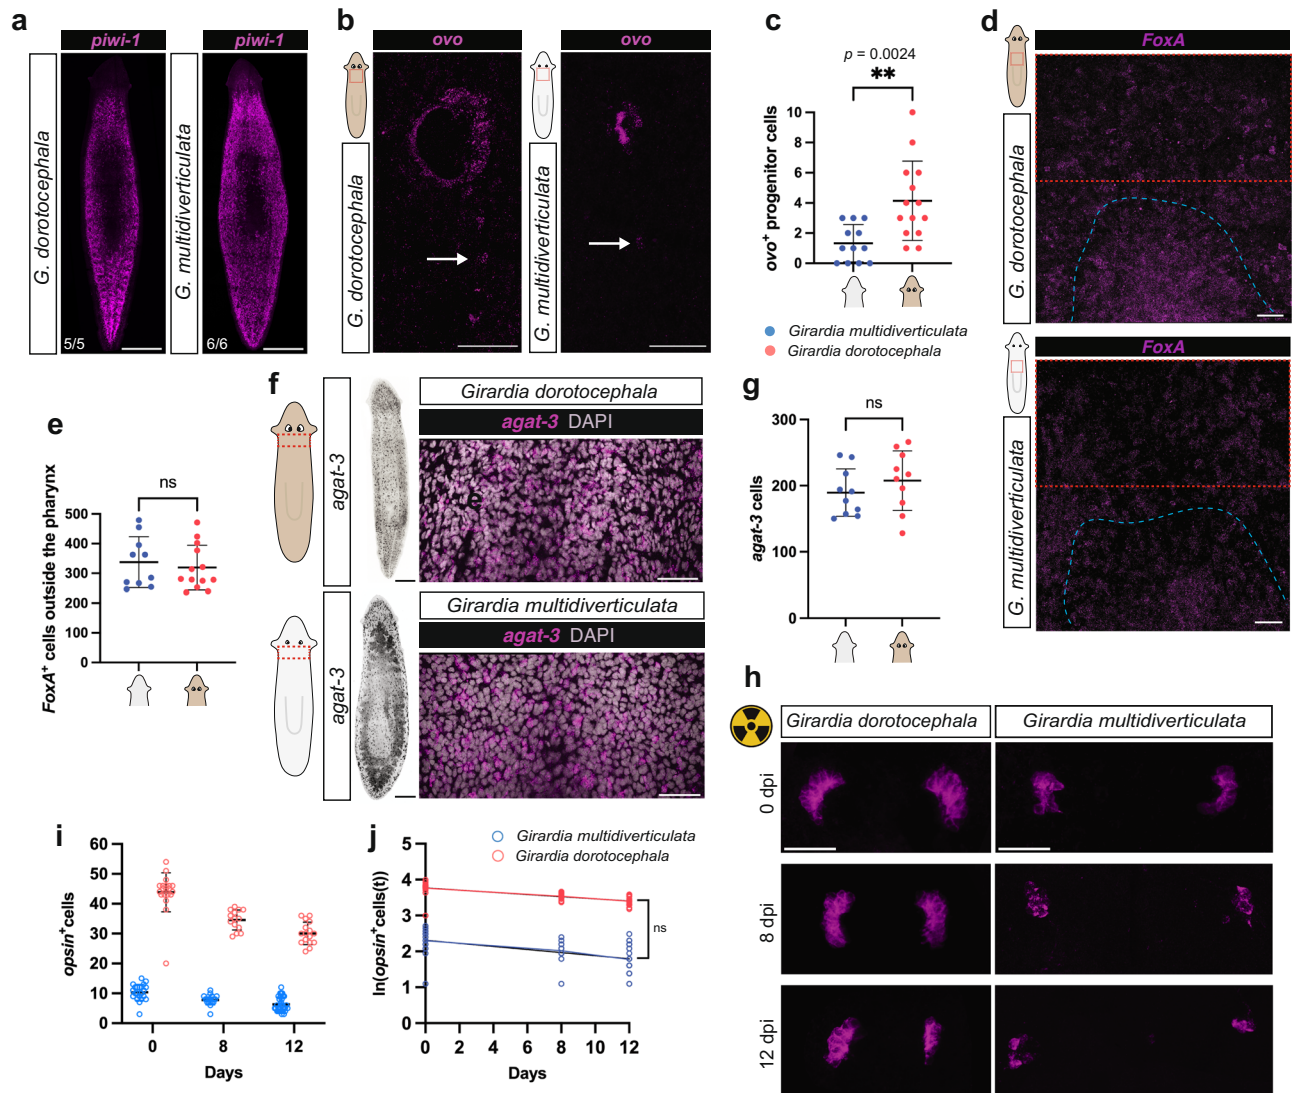 a
piwi-1
piwi-1
G. dorotocephala
G. multidiverticulata
5/5
6/6
b
ovo
ovo
G. dorotocephala
G. multidiverticulata
c
p = 0.0024
**
ovo+ progenitor cells
10
8
6
4
2
0
Girardia multidiverticulata
Girardia dorotocephala
d
FoxA
G. dorotocephala
FoxA
G. multidiverticulata
e
ns
FoxA+ cells outside the pharynx
500
400
300
200
100
0
f
agat-3
Girardia dorotocephala
agat-3 DAPI
e
agat-3
Girardia multidiverticulata
agat-3 DAPI
g
ns
agat-3 cells
300
200
100
0
h
Girardia dorotocephala
Girardia multidiverticulata
0 dpi
8 dpi
12 dpi
i
opsin+cells
60
50
40
30
20
10
0
0 8 12
Days
j
Girardia multidiverticulata
Girardia dorotocephala
ln(opsin+cells(t))
5
4
3
2
1
0
ns
0 2 4 6 8 10 12
Days